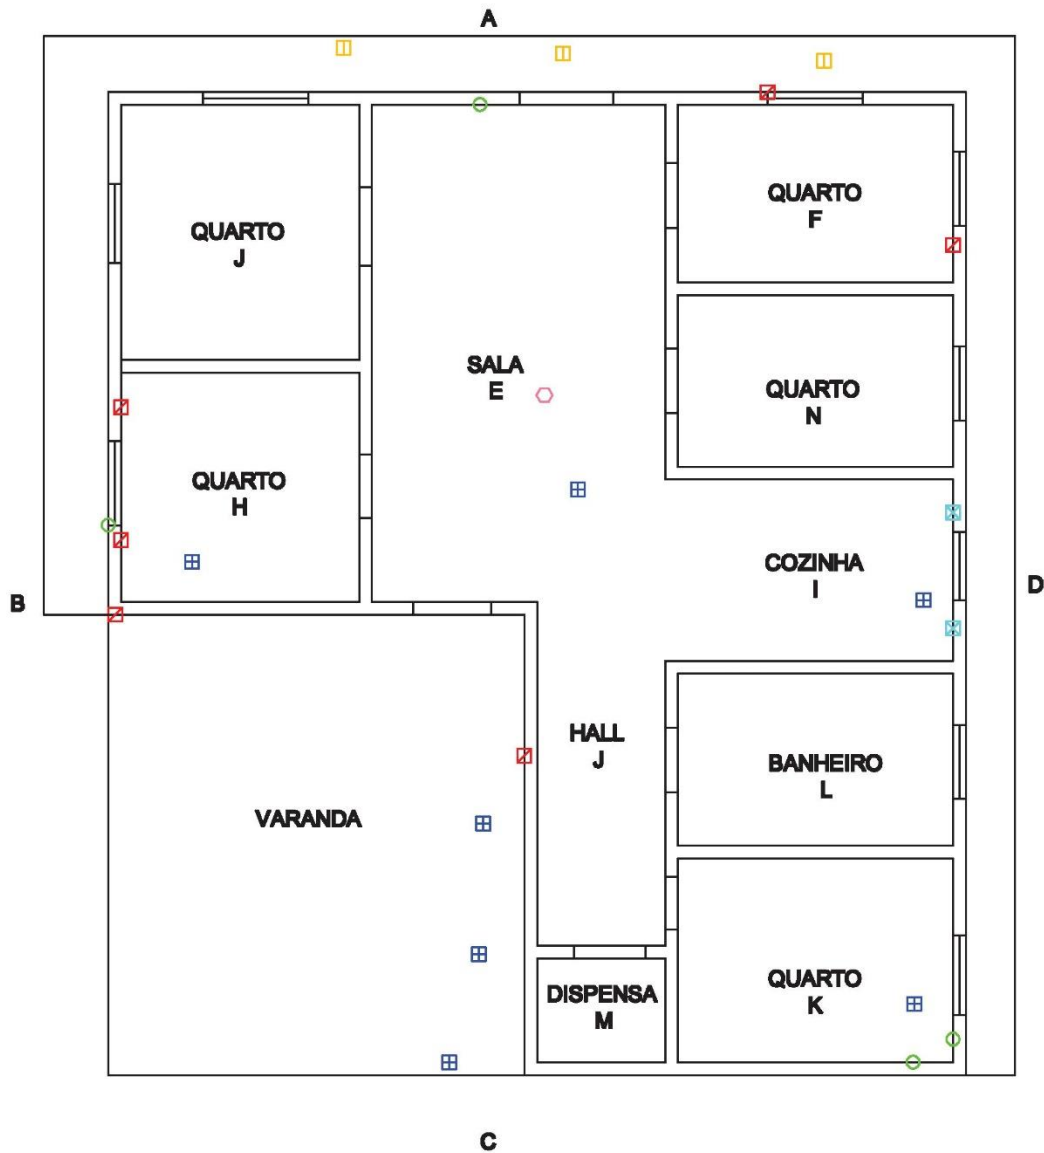 A
QUARTO
F
QUARTO
J
SALA
E
QUARTO
N
QUARTO
H
COZINHA
I
B
D
HALL
J
BANHEIRO
L
VARANDA
QUARTO
K
DISPENSA
M
C